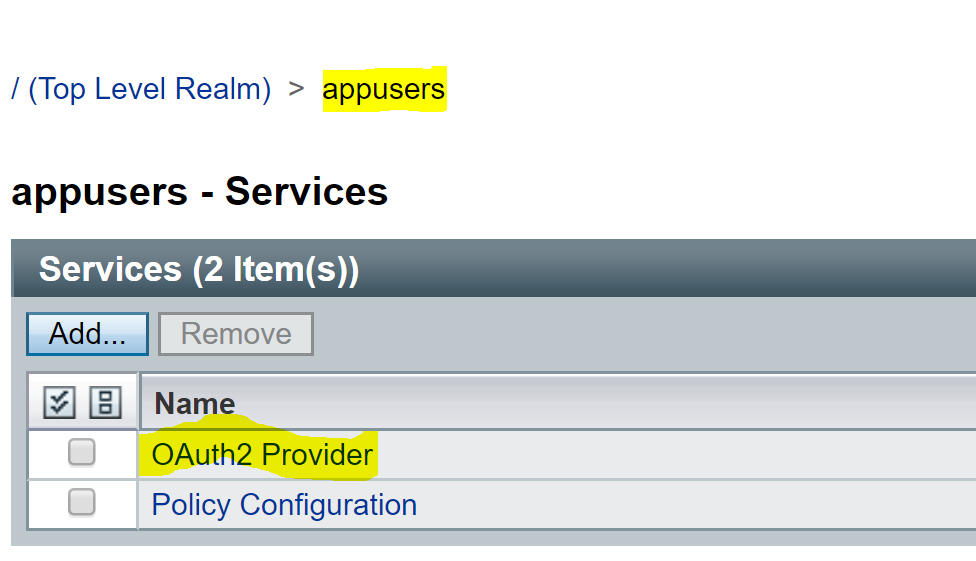 / (Top Level Realm) > appusers
appusers - Services
Services (2 Item(s))
Add... Remove
Name
OAuth2 Provider
Policy Configuration